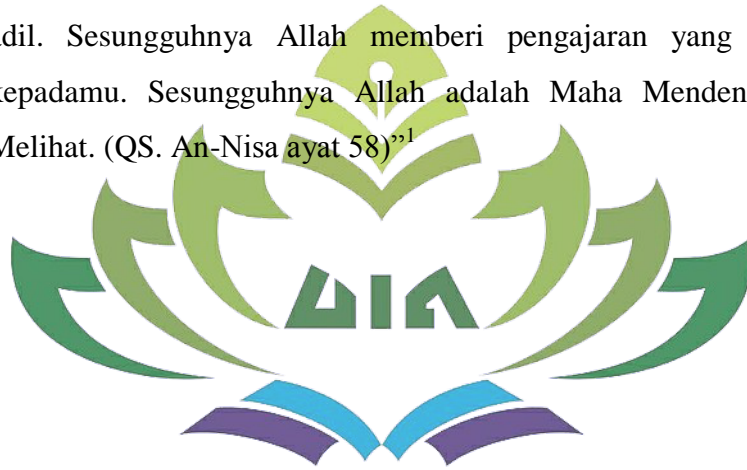 adil. Sesungguhnya Allah memberi pengajaran yang
kepadamu. Sesungguhnya Allah adalah Maha Menden
Melihat. (QS. An-Nisa ayat 58)”1
UIN